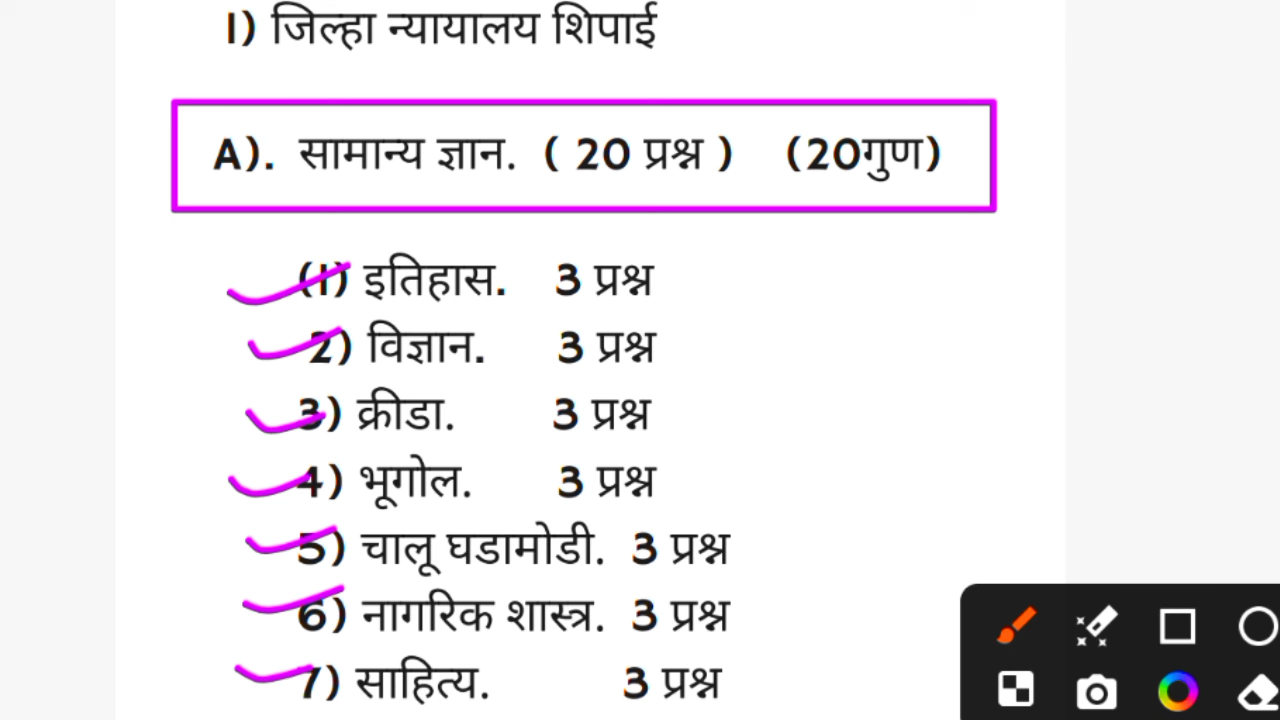 1) जिल्हा न्यायालय शिपाई
A). सामान्य ज्ञान. ( 20 प्रश्न ) (20गुण)
(1) इतिहास. 3 प्रश्न
2) विज्ञान. 3 प्रश्न
3) क्रीडा. 3 प्रश्न
4) भूगोल. 3 प्रश्न
5) चालू घडामोडी. 3 प्रश्न
6) नागरिक शास्त्र. 3 प्रश्न
7) साहित्य. 3 प्रश्न